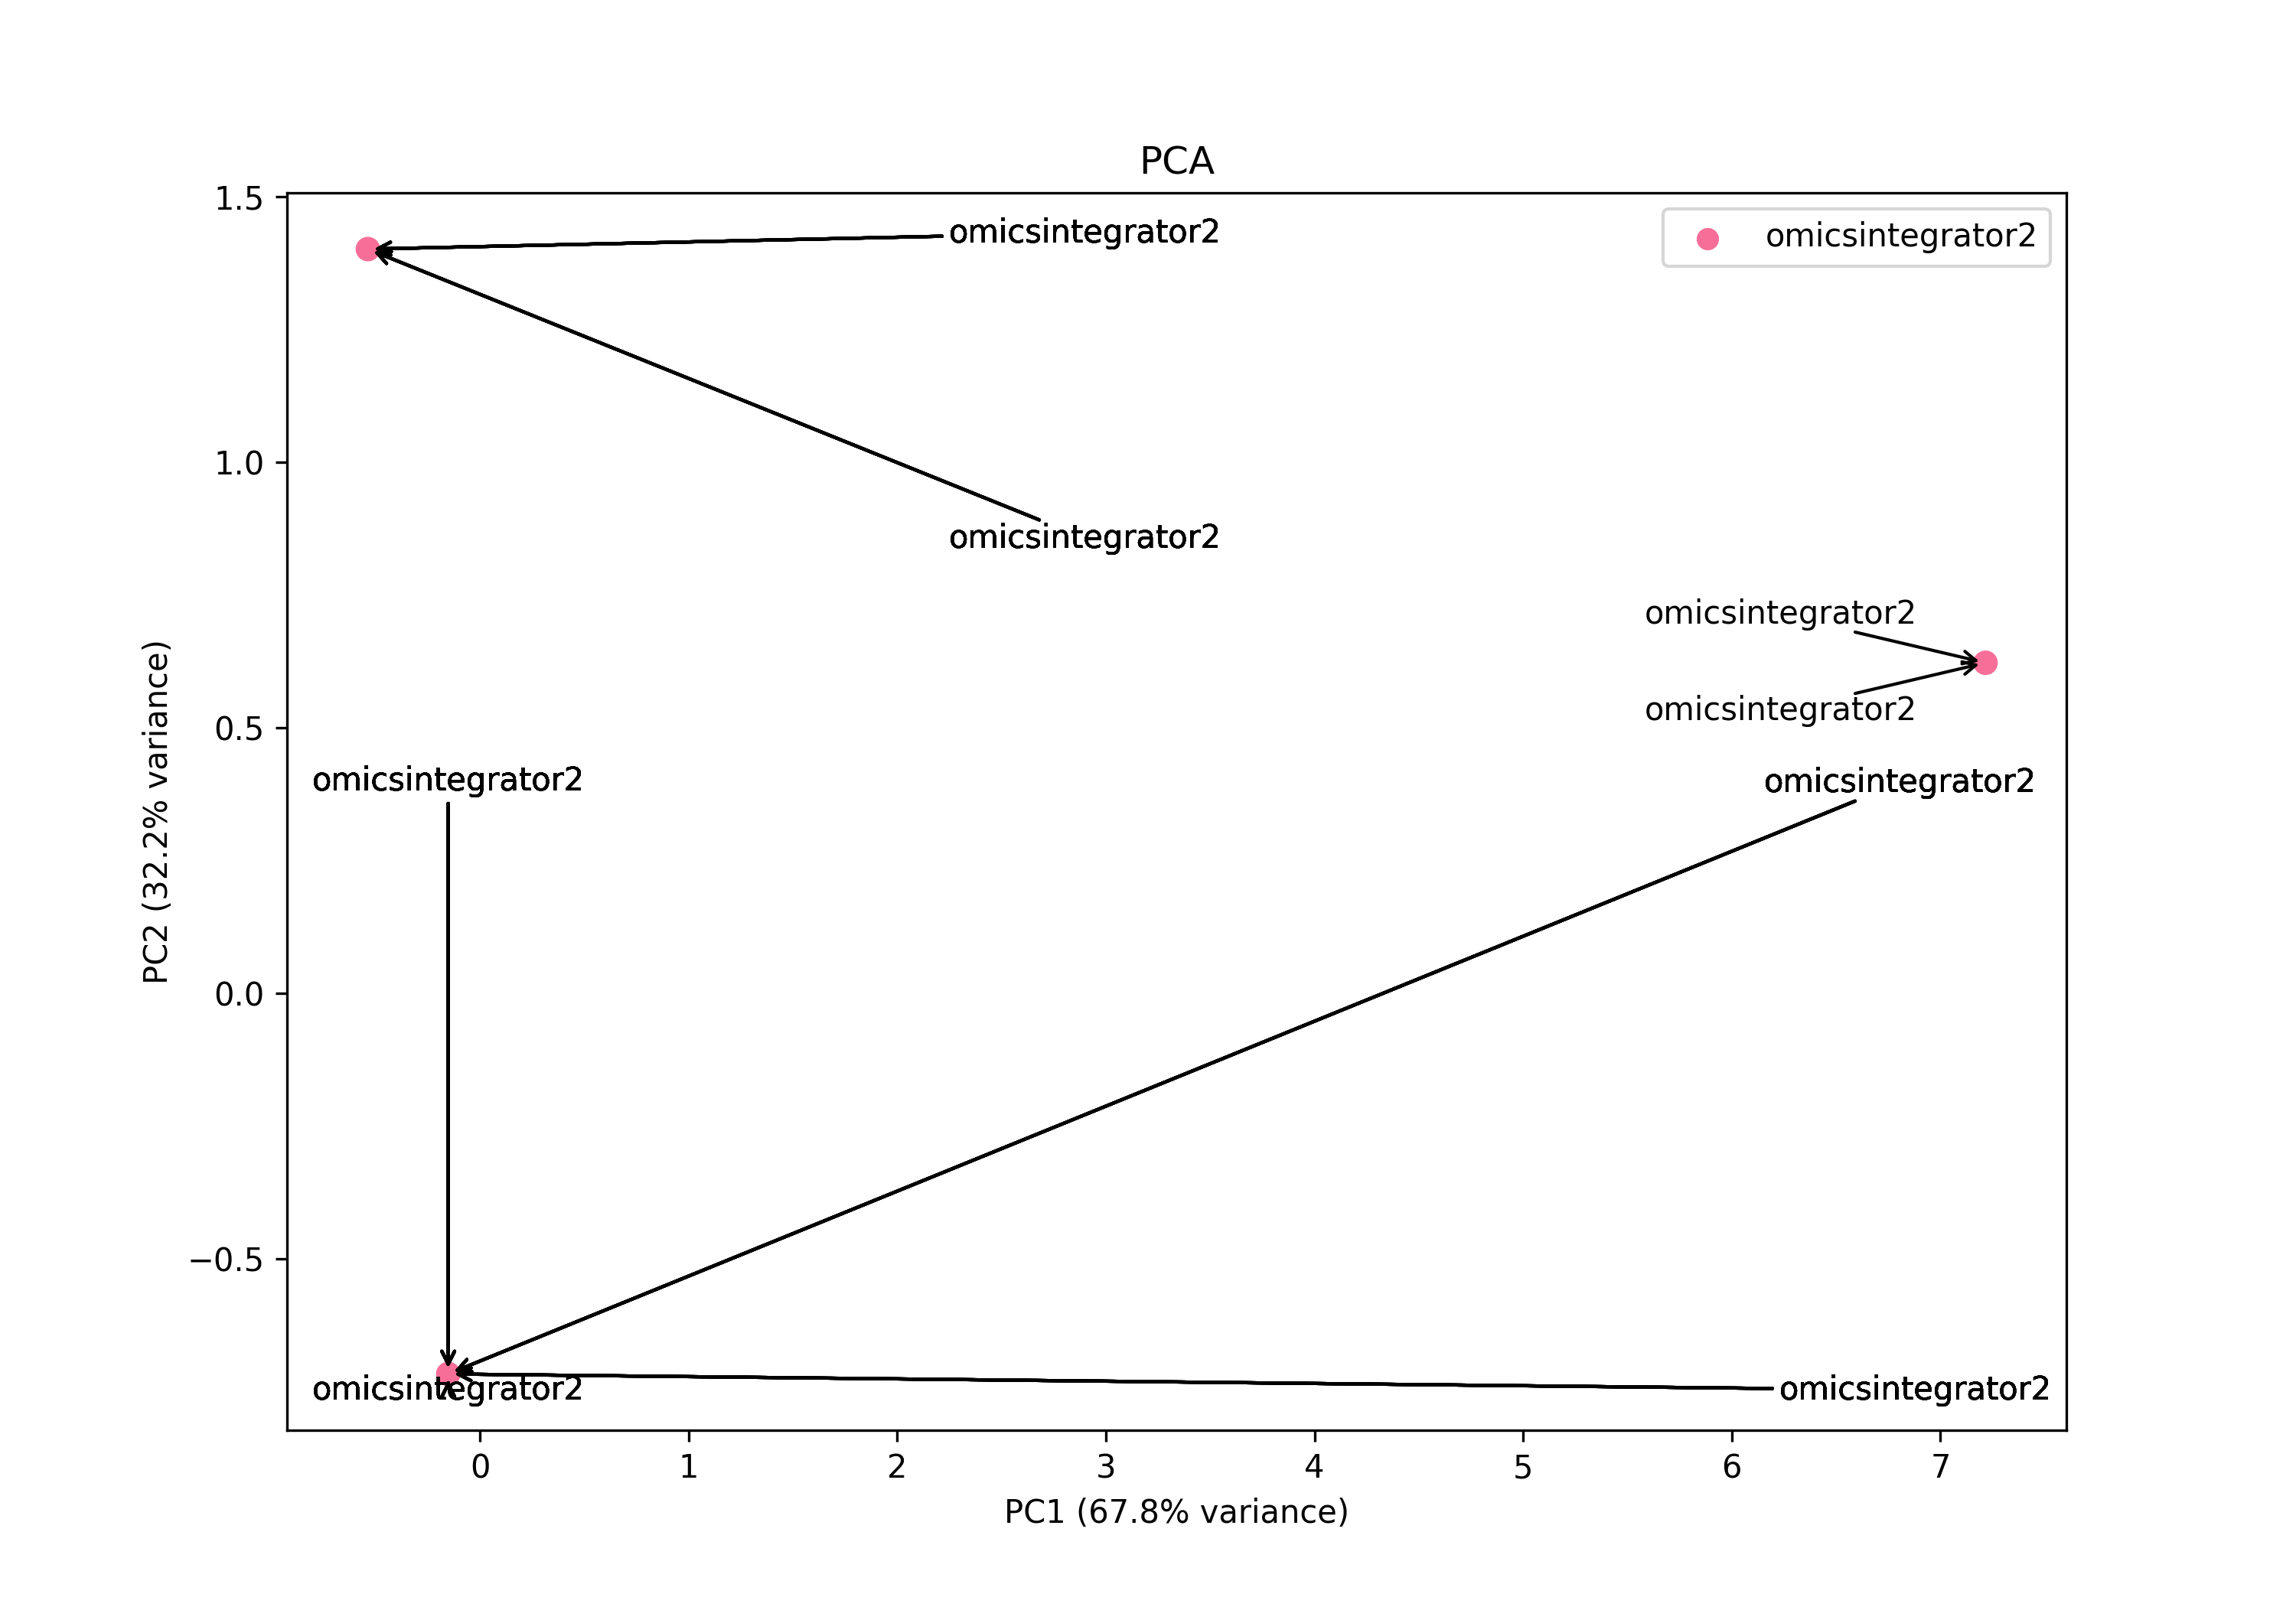 PCA
1.5
omicsintegrator2
omicsintegrator2
1.0
omicsintegrator2
omicsintegrator2
omicsintegrator2
0.5
omicsintegrator2
omicsintegrator2
PC2 (32.2% variance)
0.0
−0.5
omicsintegrator2
omicsintegrator2
0 1 2 3 4 5 6 7
PC1 (67.8% variance)